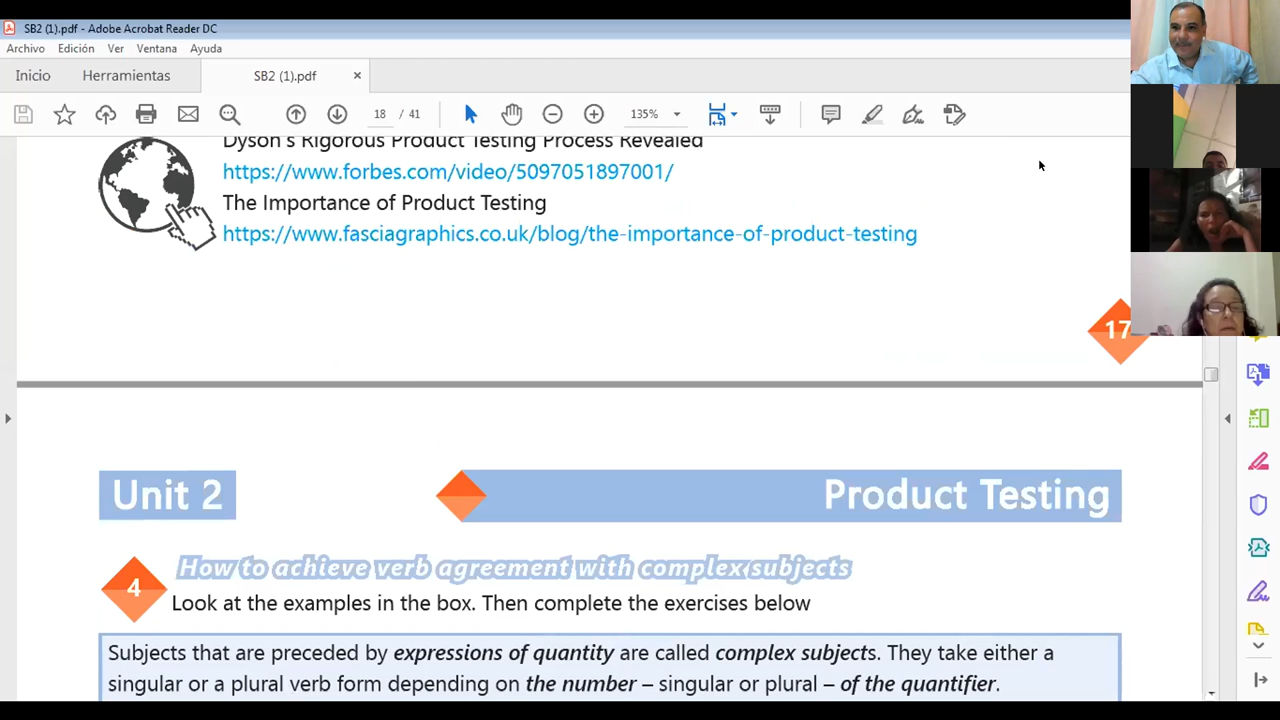 SB2 (1).pdf - Adobe Acrobat Reader DC
Archivo Edición Ver Ventana Ayuda
Inicio Herramientas SB2 (1).pdf ×
18 / 41 135%
Dyson's Rigorous Product Testing Process Revealed
https://www.forbes.com/video/5097051897001/
The Importance of Product Testing
https://www.fasciagraphics.co.uk/blog/the-importance-of-product-testing
17
Unit 2 Product Testing
4 How to achieve verb agreement with complex subjects
Look at the examples in the box. Then complete the exercises below
Subjects that are preceded by expressions of quantity are called complex subjects. They take either a
singular or a plural verb form depending on the number – singular or plural – of the quantifier.